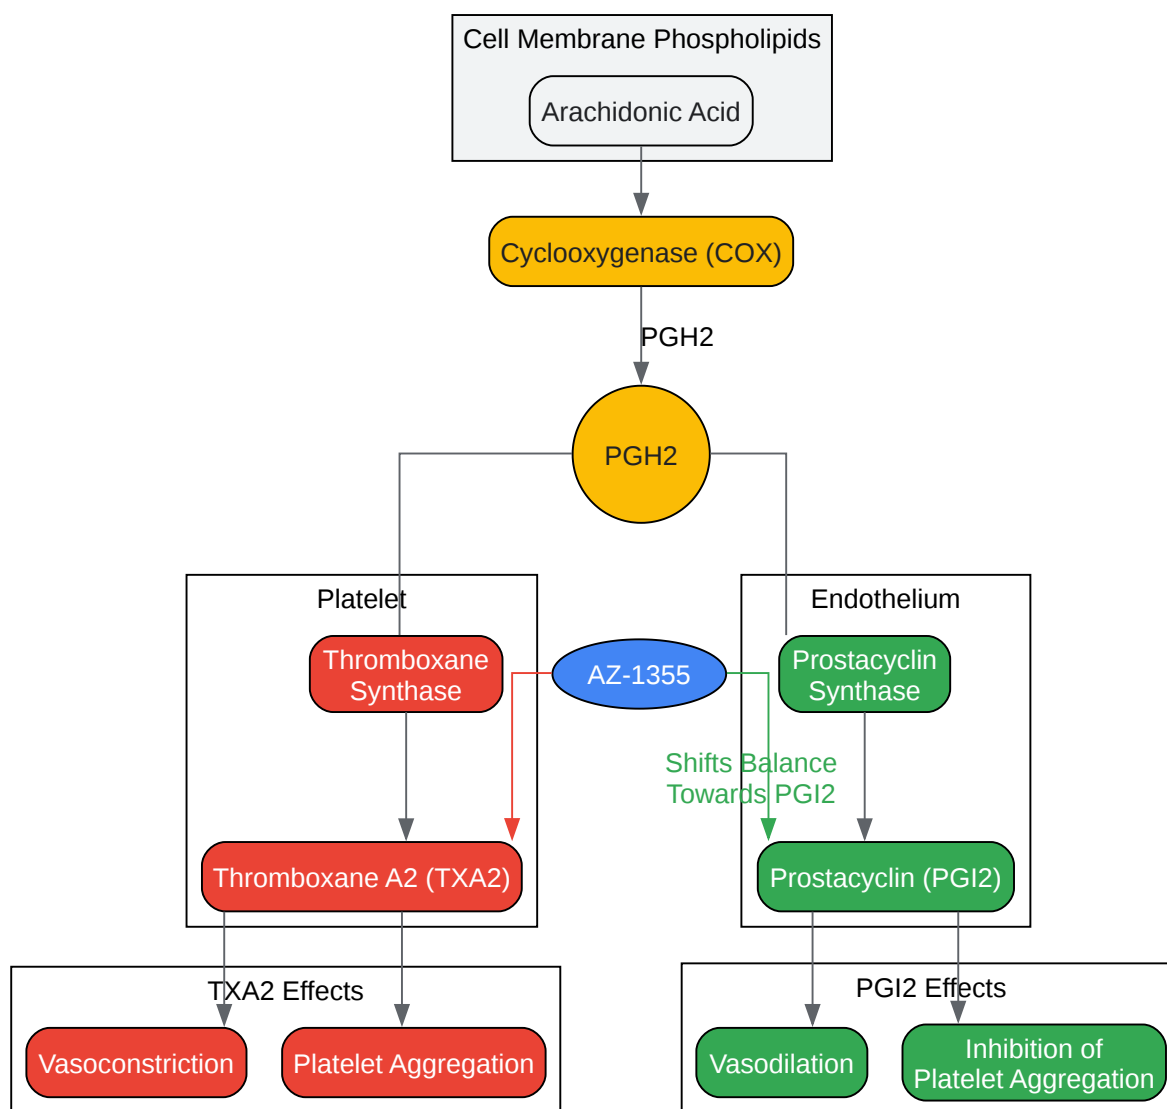 Cell Membrane Phospholipids
Arachidonic Acid
Cyclooxygenase (COX)
PGH2
PGH2
Platelet
Endothelium
Thromboxane
Synthase
AZ-1355
Prostacyclin
Synthase
Shifts Balance
Towards PGI2
Thromboxane A2 (TXA2)
Prostacyclin (PGI2)
TXA2 Effects
PGI2 Effects
Vasoconstriction
Platelet Aggregation
Vasodilation
Inhibition of
Platelet Aggregation